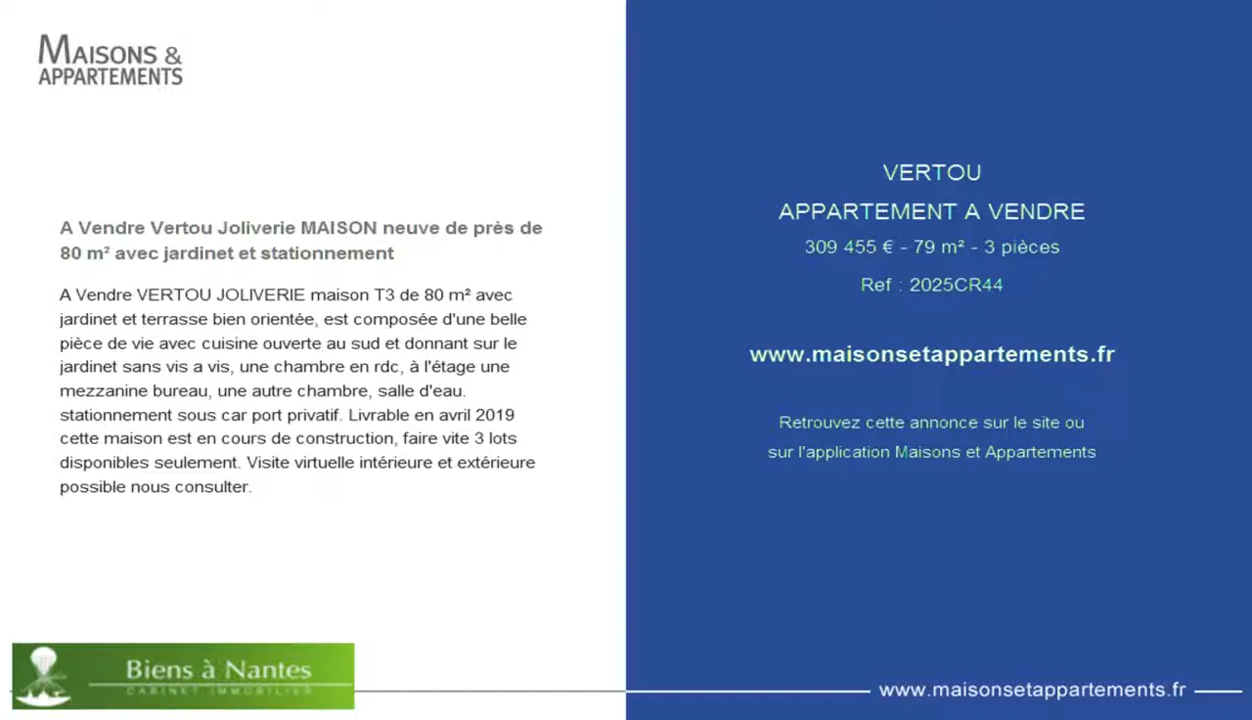 MAISONS &
APPARTEMENTS
A Vendre Vertou Joliverie MAISON neuve de près de
80 m² avec jardinet et stationnement
A Vendre VERTOU JOLIVERIE maison T3 de 80 m² avec
jardinet et terrasse bien orientée, est composée d'une belle
pièce de vie avec cuisine ouverte au sud et donnant sur le
jardinet sans vis a vis, une chambre en rdc, à l'étage une
mezzanine bureau, une autre chambre, salle d'eau.
stationnement sous car port privatif. Livrable en avril 2019
cette maison est en cours de construction, faire vite 3 lots
disponibles seulement. Visite virtuelle intérieure et extérieure
possible nous consulter.
Biens à Nantes
CABINET IMMOBILIER
VERTOU
APPARTEMENT A VENDRE
309 455 € - 79 m² - 3 pièces
Ref : 2025CR44
www.maisonsetappartements.fr
Retrouvez cette annonce sur le site ou
sur l'application Maisons et Appartements
www.maisonsetappartements.fr